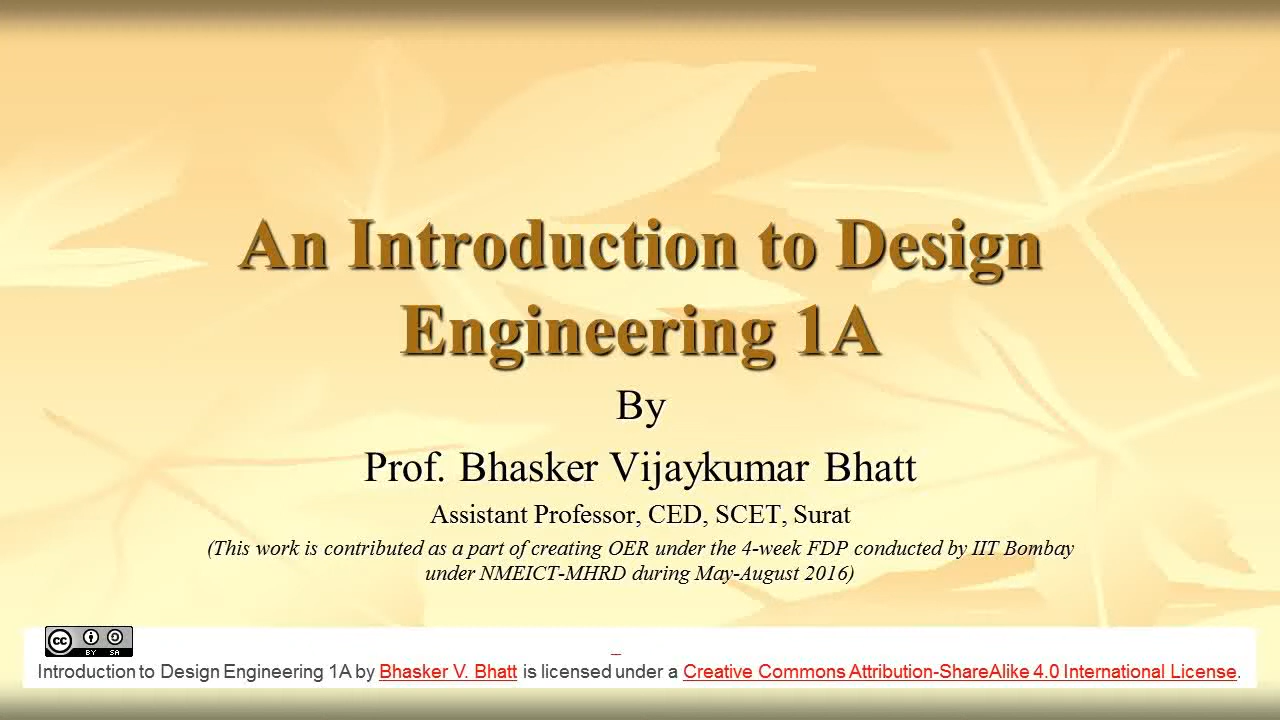 An Introduction to Design
Engineering 1A
By
Prof. Bhasker Vijaykumar Bhatt
Assistant Professor, CED, SCET, Surat
(This work is contributed as a part of creating OER under the 4-week FDP conducted by IIT Bombay
under NMEICT-MHRD during May-August 2016)
cc BY SA
Introduction to Design Engineering 1A by Bhasker V. Bhatt is licensed under a Creative Commons Attribution-ShareAlike 4.0 International License.